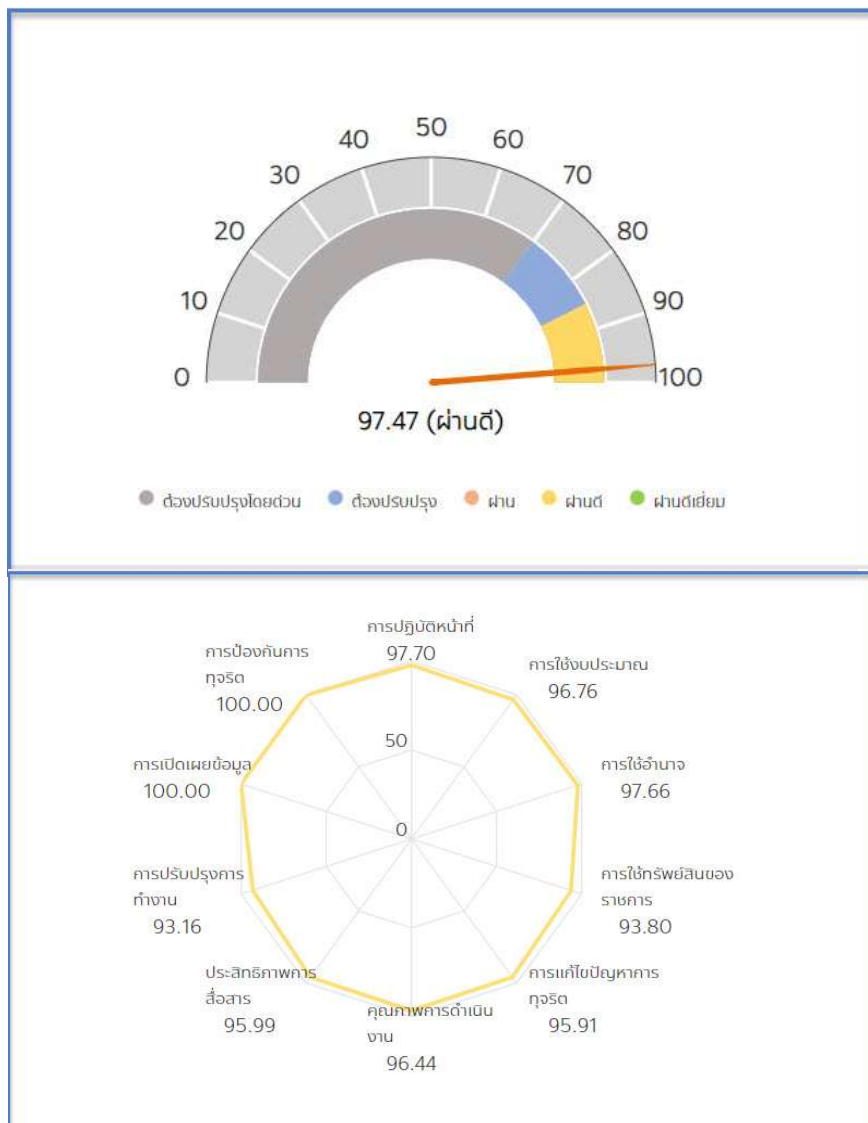 0
10
20
30
40
50
60
70
80
90
100
97.47 (ผ่านดี)
ต้องปรับปรุงโดยด่วน ต้องปรับปรุง ผ่าน ผ่านดี ผ่านดีเยี่ยม
การปฏิบัติหน้าที่
97.70
การใช้งบประมาณ
96.76
การใช้อำนาจ
97.66
การใช้ทรัพย์สินของ
ราชการ
93.80
การแก้ไขปัญหาการ
ทุจริต
95.91
คุณภาพการดำเนิน
งาน
96.44
ประสิทธิภาพการ
สื่อสาร
95.99
การปรับปรุงการ
ทำงาน
93.16
การเปิดเผยข้อมูล
100.00
การป้องกันการ
ทุจริต
100.00
50
0